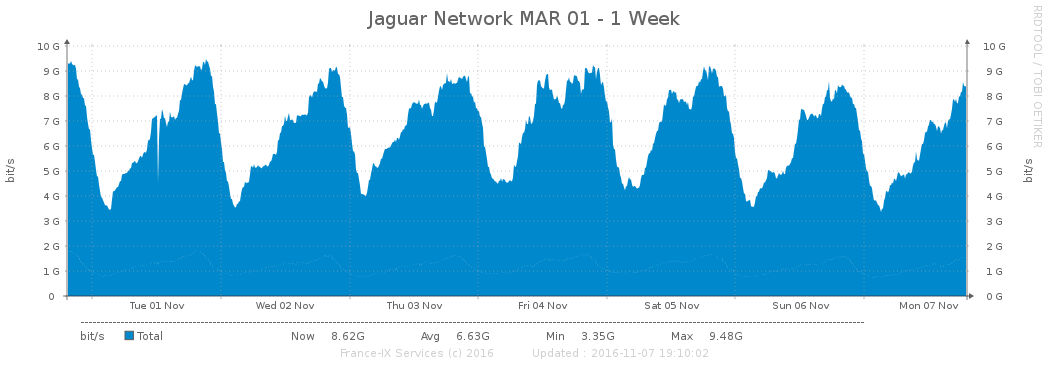 Jaguar Network MAR 01 - 1 Week
RRDTOOL / TOBI OETIKER
10 G 10 G
9 G 9 G
8 G 8 G
7 G 7 G
6 G 6 G
5 G 5 G
4 G 4 G
3 G 3 G
2 G 2 G
1 G 1 G
0 0 G
bit/s bit/s
Tue 01 Nov Wed 02 Nov Thu 03 Nov Fri 04 Nov Sat 05 Nov Sun 06 Nov Mon 07 Nov
bit/s Total Now 8.62G Avg 6.63G Min 3.35G Max 9.48G
France-IX Services (c) 2016 Updated : 2016-11-07 19:10:02